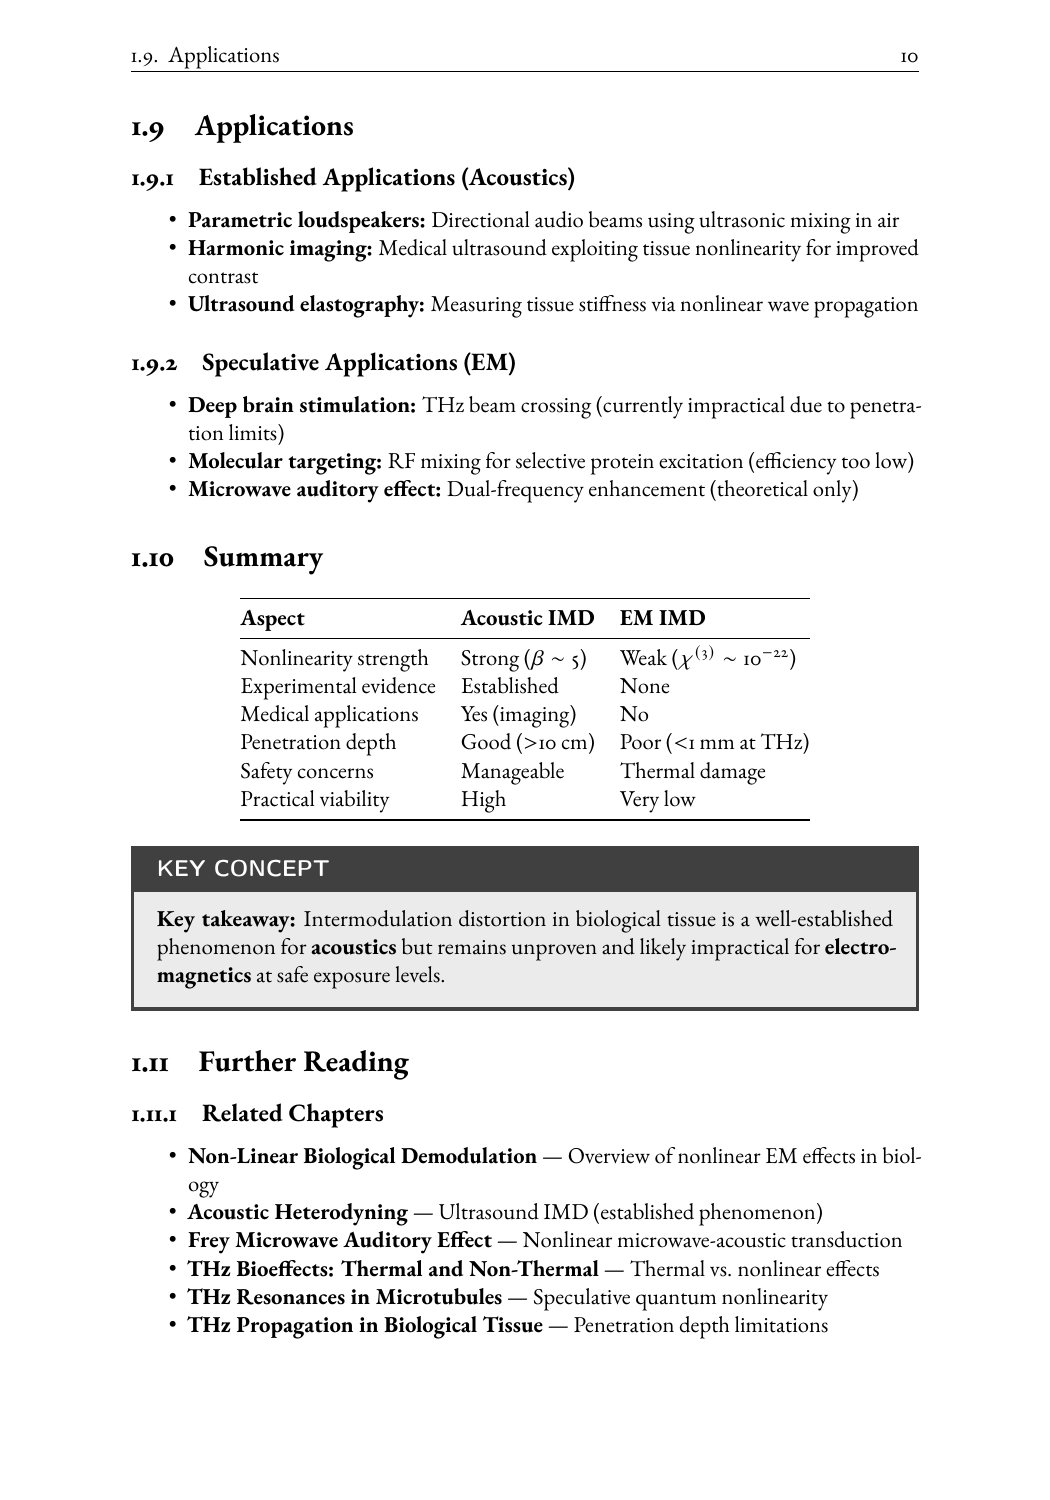 1.9. Applications 10
1.9 Applications
1.9.1 Established Applications (Acoustics)
• Parametric loudspeakers: Directional audio beams using ultrasonic mixing in air
• Harmonic imaging: Medical ultrasound exploiting tissue nonlinearity for improved
contrast
• Ultrasound elastography: Measuring tissue stiffness via nonlinear wave propagation
1.9.2 Speculative Applications (EM)
• Deep brain stimulation: THz beam crossing (currently impractical due to penetra-
tion limits)
• Molecular targeting: RF mixing for selective protein excitation (efficiency too low)
• Microwave auditory effect: Dual-frequency enhancement (theoretical only)
1.10 Summary
Aspect Acoustic IMD EM IMD
Nonlinearity strength Strong (β ∼ 5) Weak (χ⁽³⁾ ∼ 10⁻²²)
Experimental evidence Established None
Medical applications Yes (imaging) No
Penetration depth Good (>10 cm) Poor (<1 mm at THz)
Safety concerns Manageable Thermal damage
Practical viability High Very low
KEY CONCEPT
Key takeaway: Intermodulation distortion in biological tissue is a well-established
phenomenon for acoustics but remains unproven and likely impractical for electro-
magnetics at safe exposure levels.
1.11 Further Reading
1.11.1 Related Chapters
• Non-Linear Biological Demodulation — Overview of nonlinear EM effects in biol-
ogy
• Acoustic Heterodyning — Ultrasound IMD (established phenomenon)
• Frey Microwave Auditory Effect — Nonlinear microwave-acoustic transduction
• THz Bioeffects: Thermal and Non-Thermal — Thermal vs. nonlinear effects
• THz Resonances in Microtubules — Speculative quantum nonlinearity
• THz Propagation in Biological Tissue — Penetration depth limitations